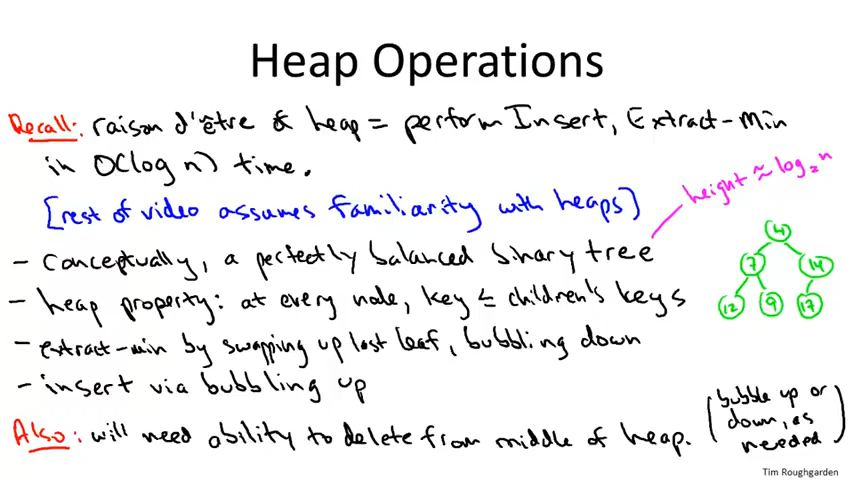 Heap Operations
Recall: raison d'être of heap = perform Insert, Extract-Min
in O(log n) time.
[rest of video assumes familiarity with heaps]
height ≈ log₂ n
- conceptually, a perfectly balanced binary tree
- heap property: at every node, key ≤ children's keys
- extract-min by swapping up last leaf, bubbling down
- insert via bubbling up
4
7 14
12 9 17
Also: will need ability to delete from middle of heap.
(bubble up or
down, as
needed)
Tim Roughgarden